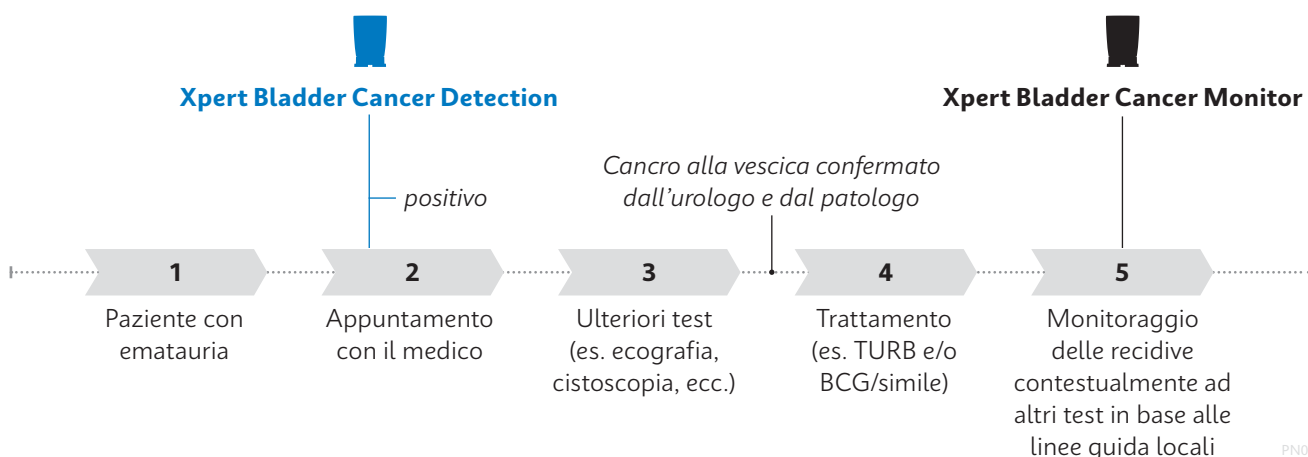 Xpert Bladder Cancer Detection
Xpert Bladder Cancer Monitor
positivo
Cancro alla vescica confermato
dall'urologo e dal patologo
1
Paziente con
ematauria
2
Appuntamento
con il medico
3
Ulteriori test
(es. ecografia,
cistoscopia, ecc.)
4
Trattamento
(es. TURB e/o
BCG/simile)
5
Monitoraggio
delle recidive
contestualmente ad
altri test in base alle
linee guida locali
PN0